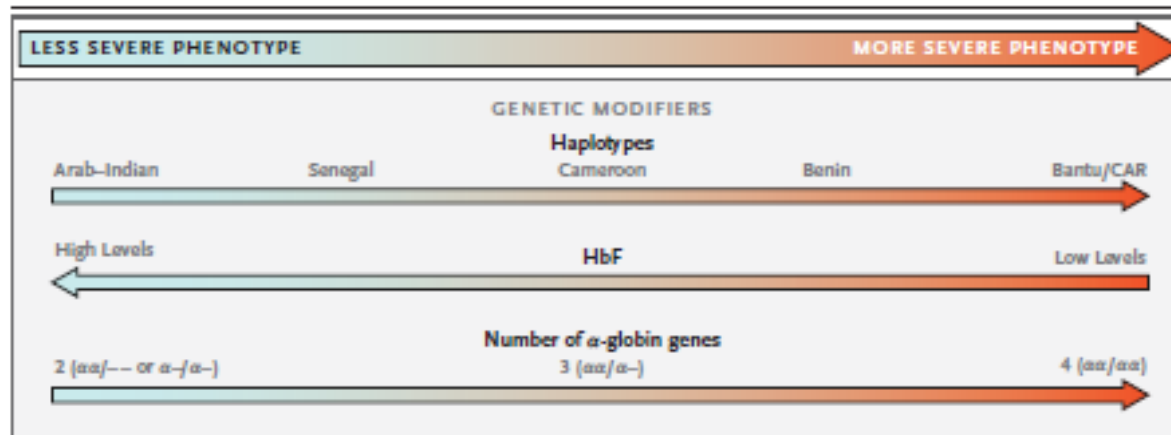 LESS SEVERE PHENOTYPE MORE SEVERE PHENOTYPE
GENETIC MODIFIERS
Haplotypes
Arab–Indian Senegal Cameroon Benin Bantu/CAR
High Levels HbF Low Levels
Number of α-globin genes
2 (αα/−− or α−/α−) 3 (αα/α−) 4 (αα/αα)